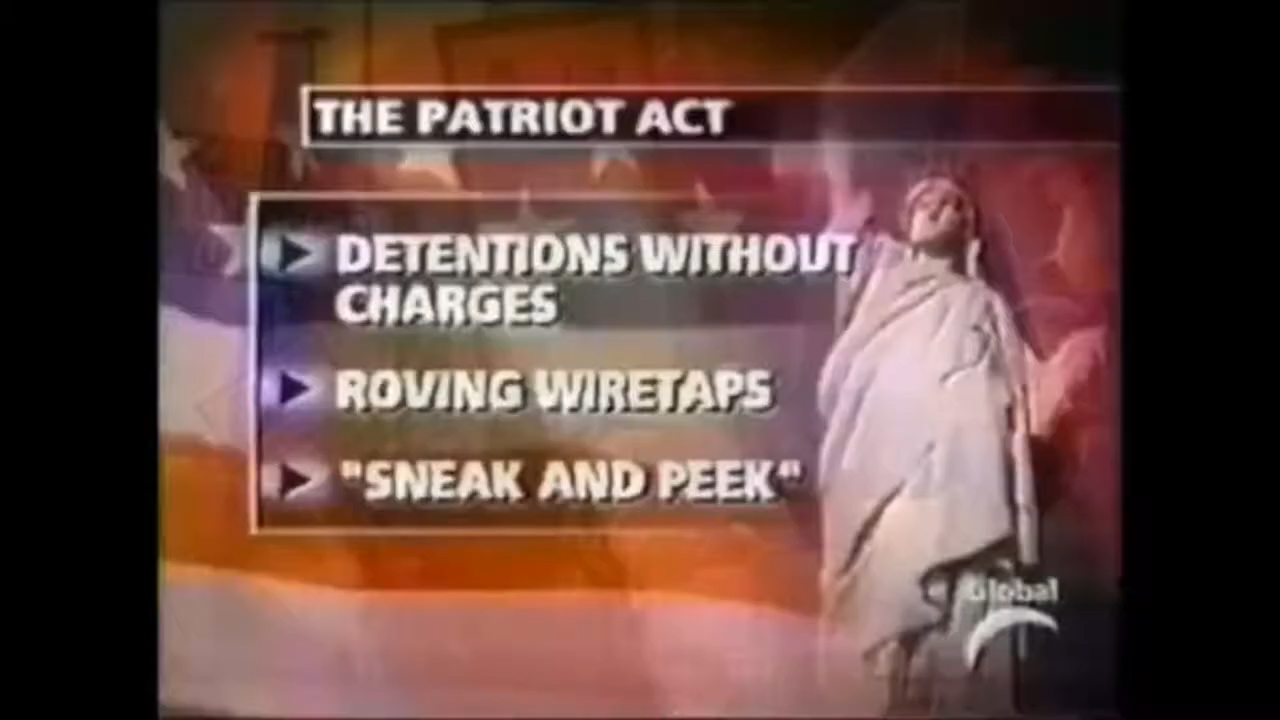 THE PATRIOT ACT
DETENTIONS WITHOUT
CHARGES
ROVING WIRETAPS
"SNEAK AND PEEK"
Global